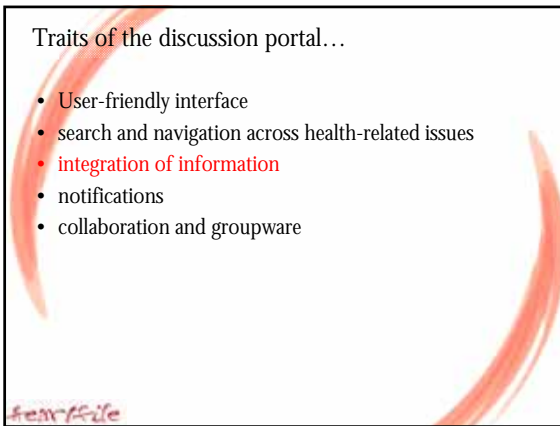 Traits of the discussion portal…
• User-friendly interface
• search and navigation across health-related issues
• integration of information
• notifications
• collaboration and groupware